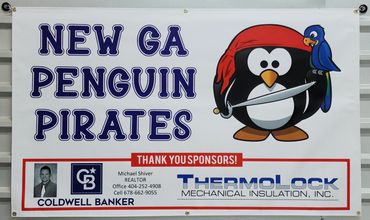 NEW GA
PENGUIN
PIRATES
THANK YOU SPONSORS!
CB
COLDWELL BANKER
Michael Shiver
REALTOR
Office 404-252-4908
Cell 678-662-9055
THERMOLOCK
MECHANICAL INSULATION, INC.